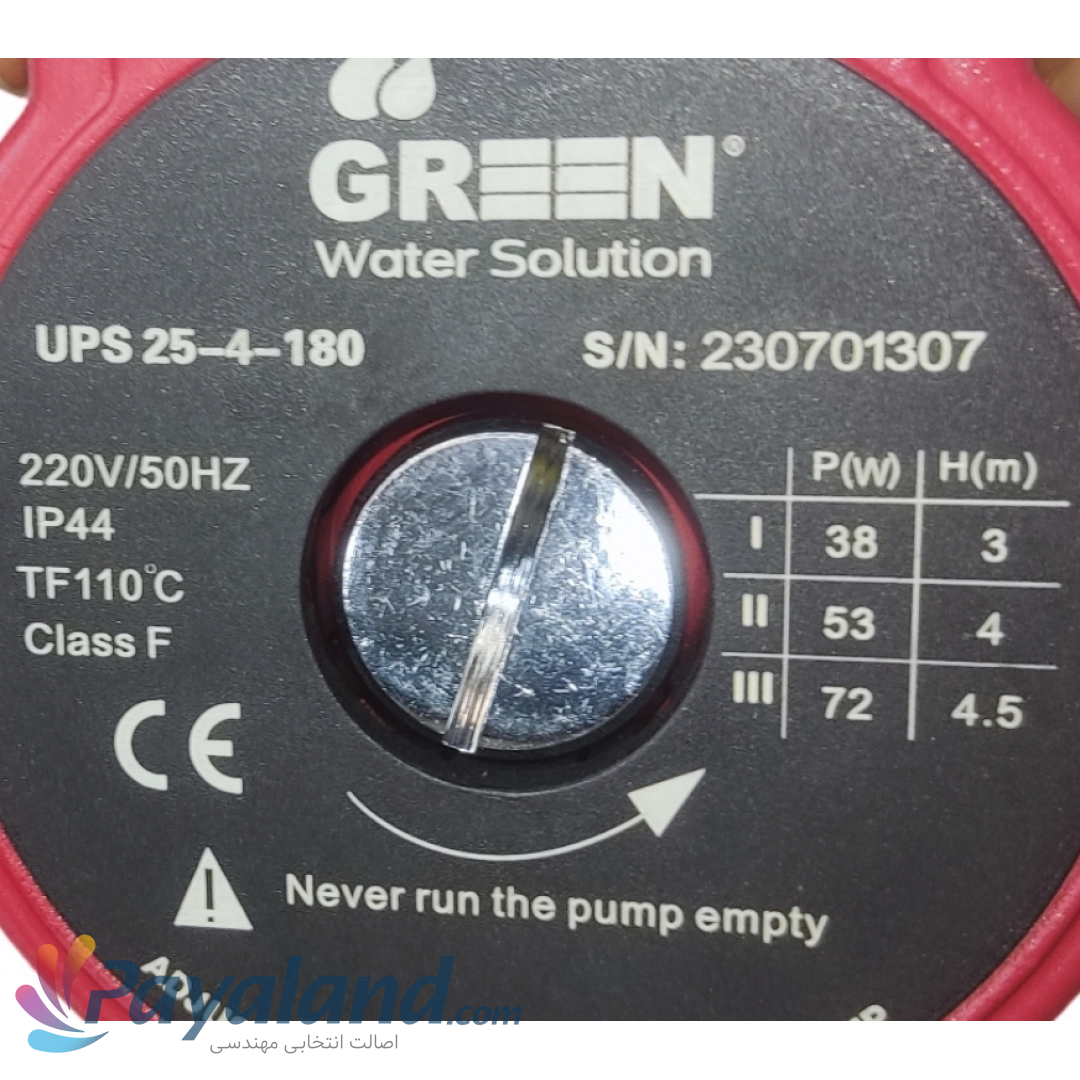 GREEN®
Water Solution
UPS 25-4-180
S/N: 230701307
220V/50HZ
IP44
TF110°C
Class F
P(W) H(m)
I 38 3
II 53 4
III 72 4.5
CE
Never run the pump empty
Payaland.com
اصالت انتخابی مهندسی